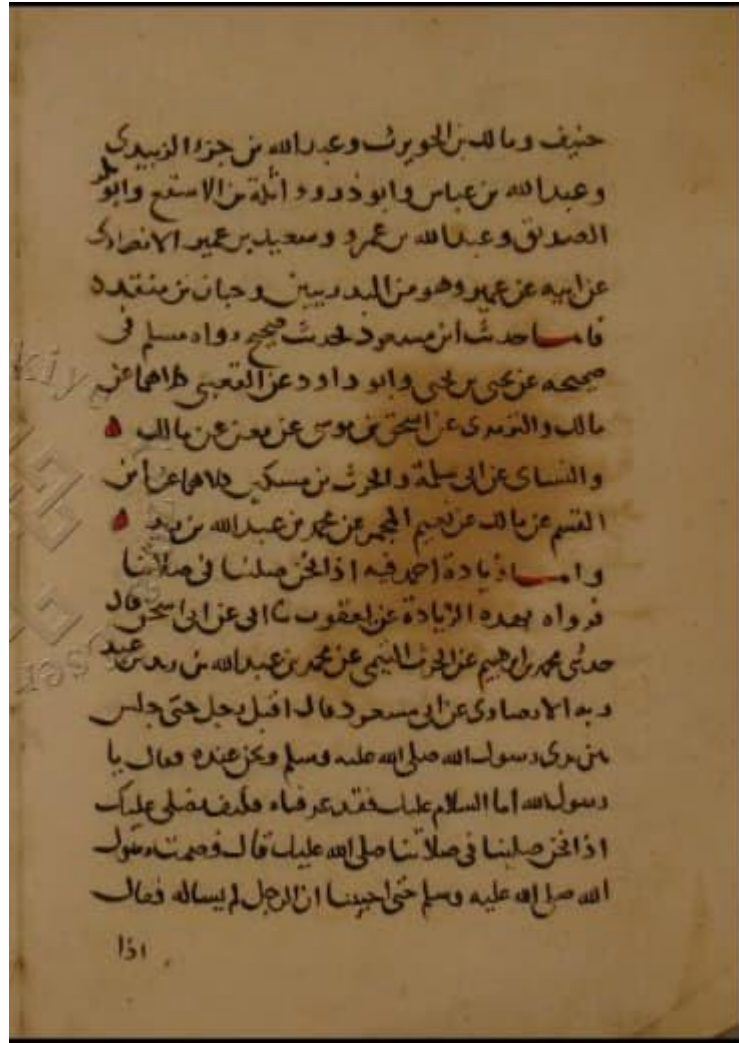 حنيف ومالك بن الحويرث وعبد الله بن جزء الزبيدي
وعبد الله بن عباس وابو ذر وواثلة بن الاسقع وابو بكر
الصديق وعبد الله بن عمرو وسعيد بن عمير الانصاري
عن ابيه عن عمير وهو من البدريين وحبان بن منقذ
فاما حديث ابن مسعود فحديث صحيح رواه مسلم في
صحيحه عن يحيى بن يحيى وابو داود عن القعنبي كلاهما عن
مالك والترمذي عن اسحق بن موسى عن معن عن مالك
والنساي عن ابي سلمة والحرث بن مسكين كلاهما عن ابن
القسم عن مالك عن نعيم المجمر عن محمد بن عبد الله بن زيد
واما زيادة احمد فيه اذا نحن صلينا في صلاتنا
فرواه بهذه الزيادة عن يعقوب ثنا ابي عن ابن اسحق قال
حدثني محمد بن ابرهيم عن الحرث التيمي عن محمد بن عبد الله بن زيد بن عبد
ربه الانصاري عن ابي مسعود قال اقبل رجل حتى جلس
بين يدي رسول الله صلى الله عليه وسلم ونحن عنده فقال يا
رسول الله اما السلام عليك فقد عرفناه فكيف نصلي عليك
اذا نحن صلينا في صلاتنا صلى الله عليك قال فصمت رسول
الله صلى الله عليه وسلم حتى احببنا ان الرجل لم يساله فقال
اذا